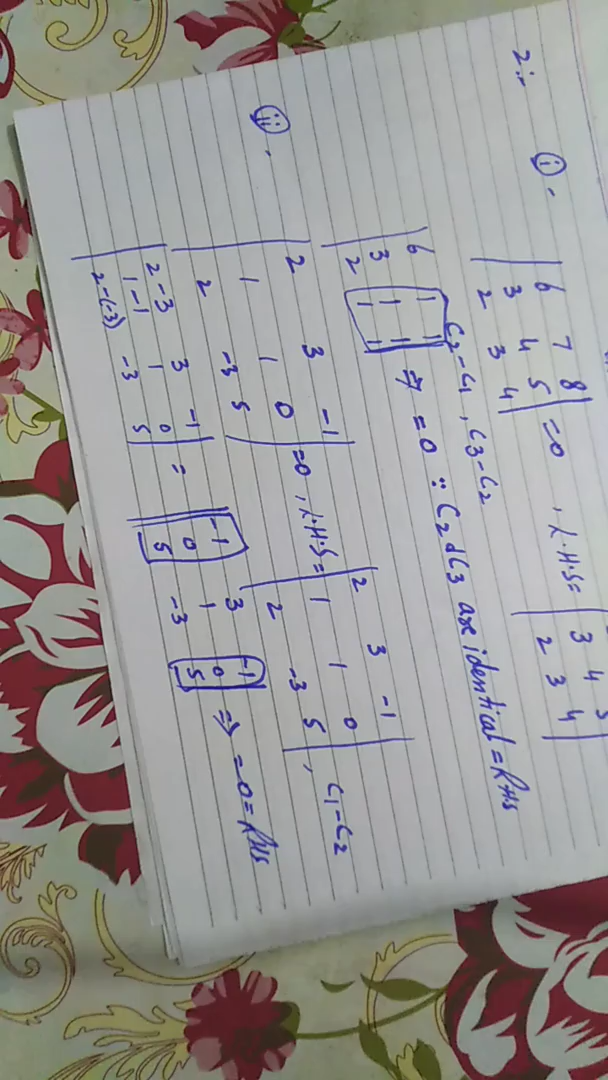 2:-
(i).
| 6 7 8 |
| 3 4 5 | = 0 , L.H.S =
| 2 3 4 |
3 4 5
2 3 4 |
C2-C1 , C3-C2
| 6 1 1 |
| 3 1 1 | ⇒ = 0 ∵ C2 & C3 are identical = RHS
| 2 1 1 |
(ii).
| 2 3 -1 |
| 1 1 0 | = 0 , L.H.S =
| 2 -3 5 |
| 2 3 -1 |
| 1 1 0 |
| 2 -3 5 | , C1-C2
| 2-3 3 -1 |
| 1-1 1 0 | =
| 2-(-3) -3 5 |
| -1 3 -1 |
| 0 1 0 | ⇒ = 0 = RHS
| 5 -3 5 |